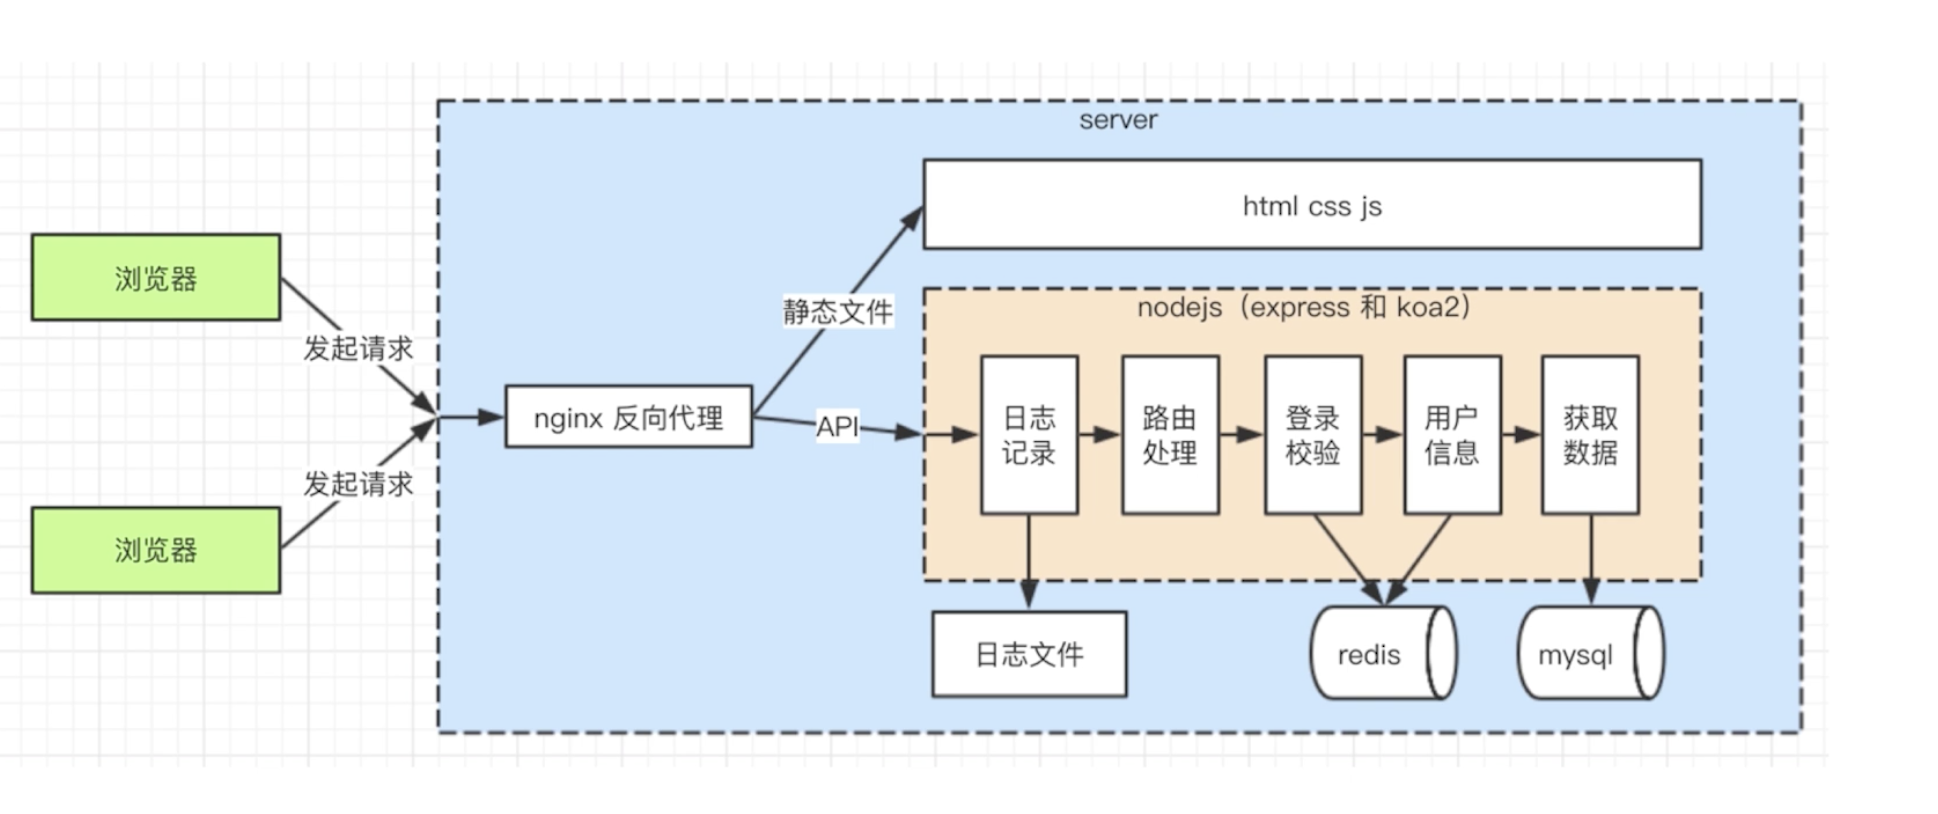 server
html css js
浏览器
静态文件
nodejs（express 和 koa2）
发起请求
nginx 反向代理
API
日志
记录
路由
处理
登录
校验
用户
信息
获取
数据
发起请求
浏览器
日志文件
redis
mysql